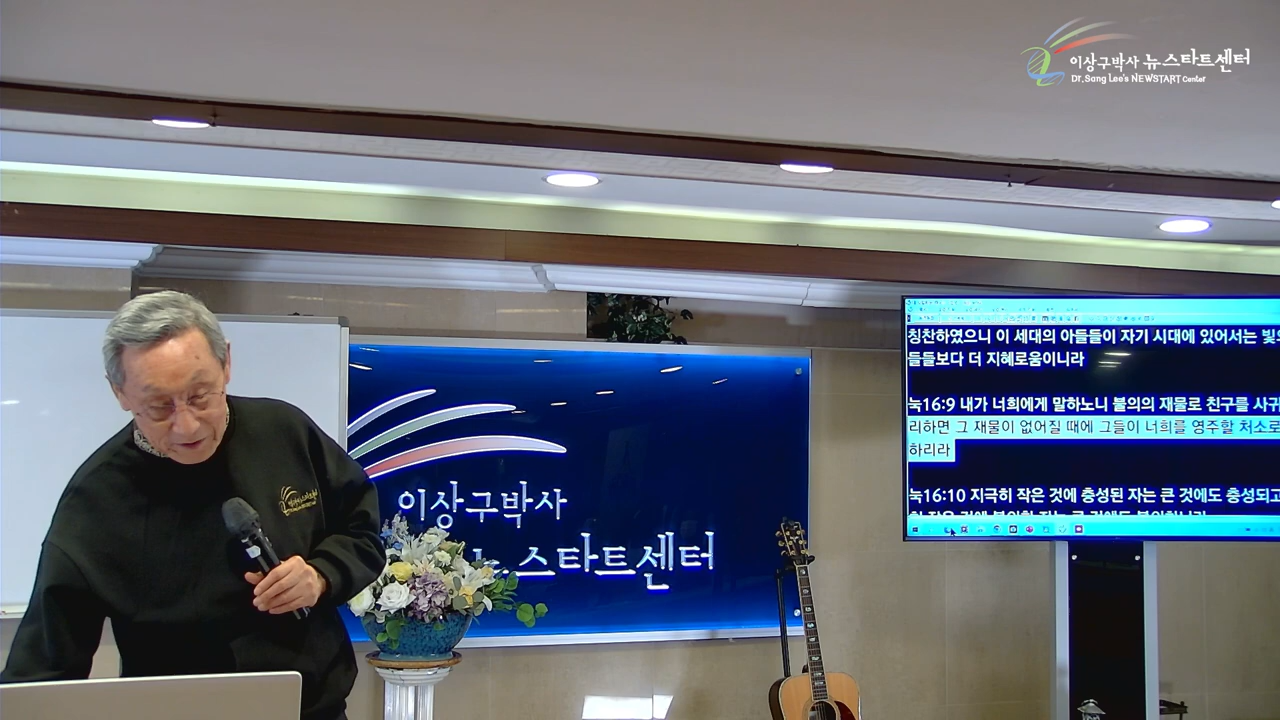 이상구박사 뉴스타트센터
Dr. Sang Lee's NEWSTART Center
칭찬하였으니 이 세대의 아들들이 자기 시대에 있어서는 빛의
들들보다 더 지혜로움이니라
눅16:9 내가 너희에게 말하노니 불의의 재물로 친구를 사귀
리하면 그 재물이 없어질 때에 그들이 너희를 영주할 처소로
하리라
눅16:10 지극히 작은 것에 충성된 자는 큰 것에도 충성되고
이상구박사
뉴스타트센터